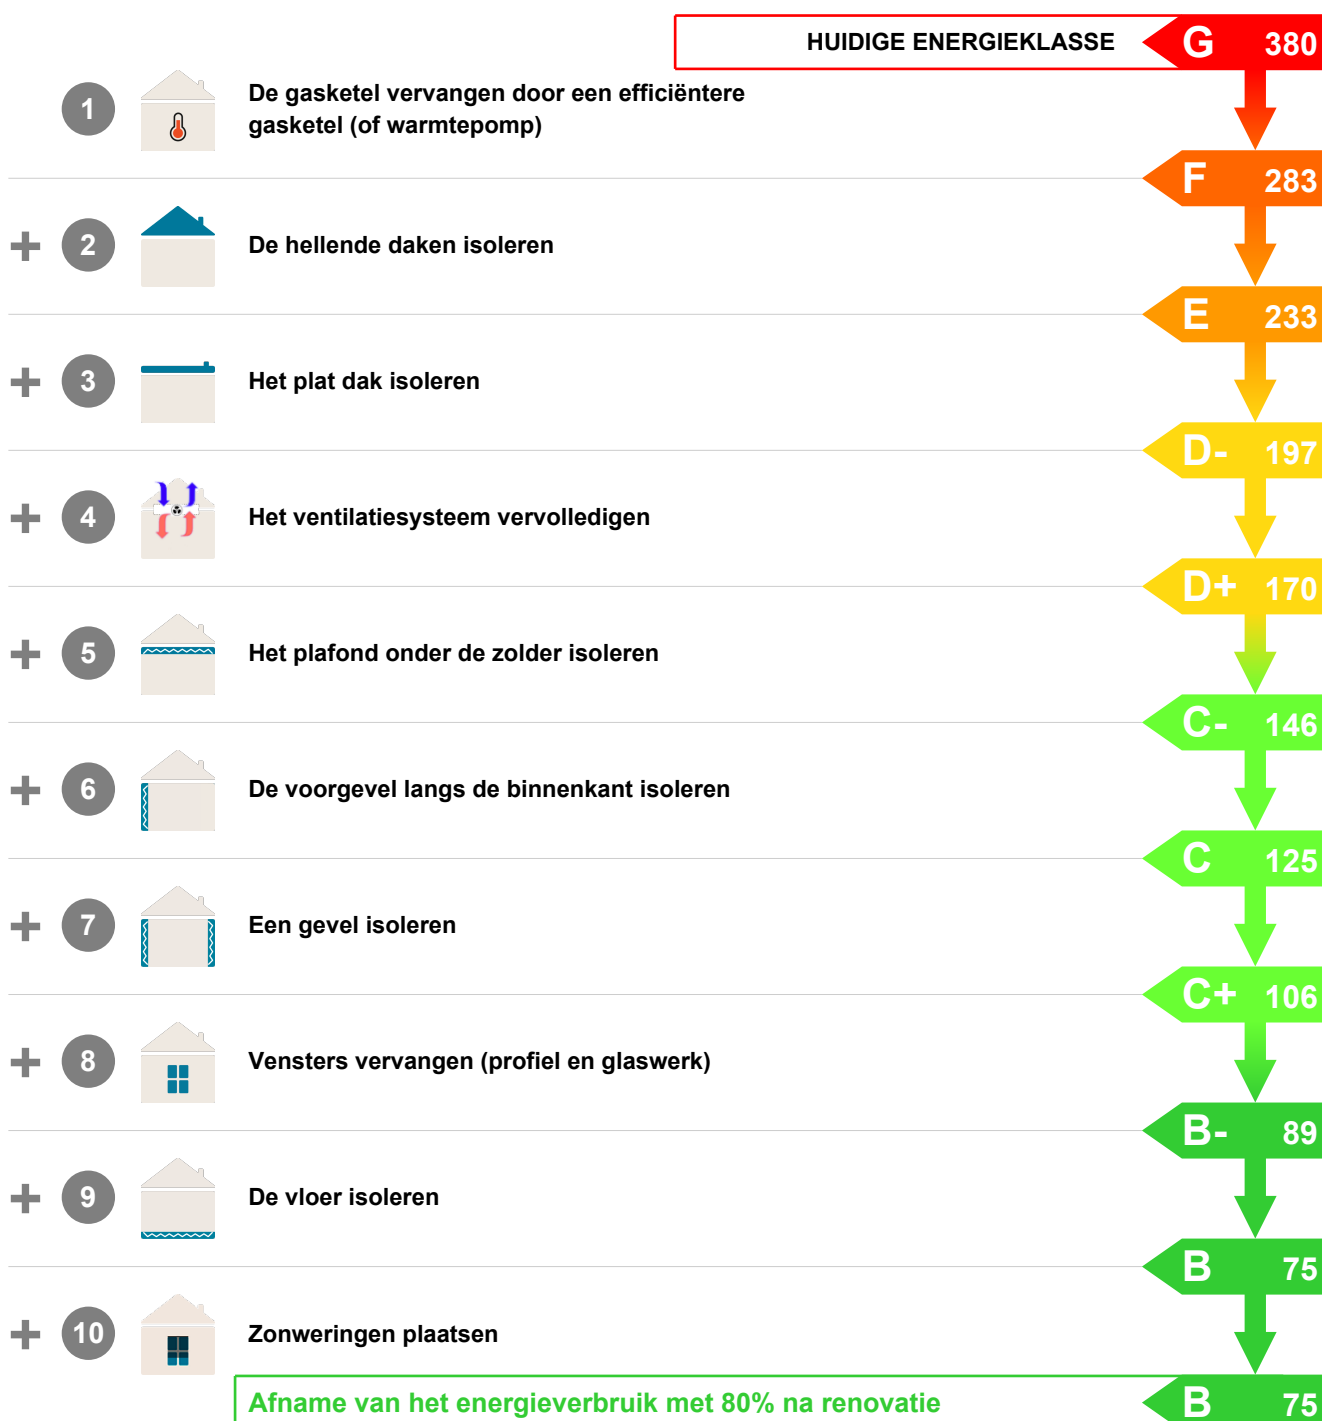 HUIDIGE ENERGIEKLASSE G 380
1 De gasketel vervangen door een efficiëntere
gasketel (of warmtepomp)
F 283
+ 2 De hellende daken isoleren
E 233
+ 3 Het plat dak isoleren
D- 197
+ 4 Het ventilatiesysteem vervolledigen
D+ 170
+ 5 Het plafond onder de zolder isoleren
C- 146
+ 6 De voorgevel langs de binnenkant isoleren
C 125
+ 7 Een gevel isoleren
C+ 106
+ 8 Vensters vervangen (profiel en glaswerk)
B- 89
+ 9 De vloer isoleren
B 75
+ 10 Zonweringen plaatsen
Afname van het energieverbruik met 80% na renovatie B 75